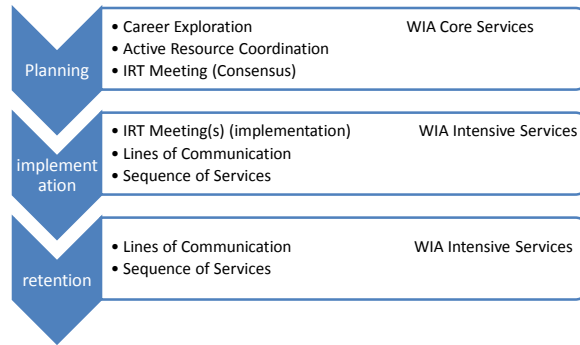 Planning
• Career Exploration WIA Core Services
• Active Resource Coordination
• IRT Meeting (Consensus)
implement
ation
• IRT Meeting(s) (implementation) WIA Intensive Services
• Lines of Communication
• Sequence of Services
retention
• Lines of Communication WIA Intensive Services
• Sequence of Services